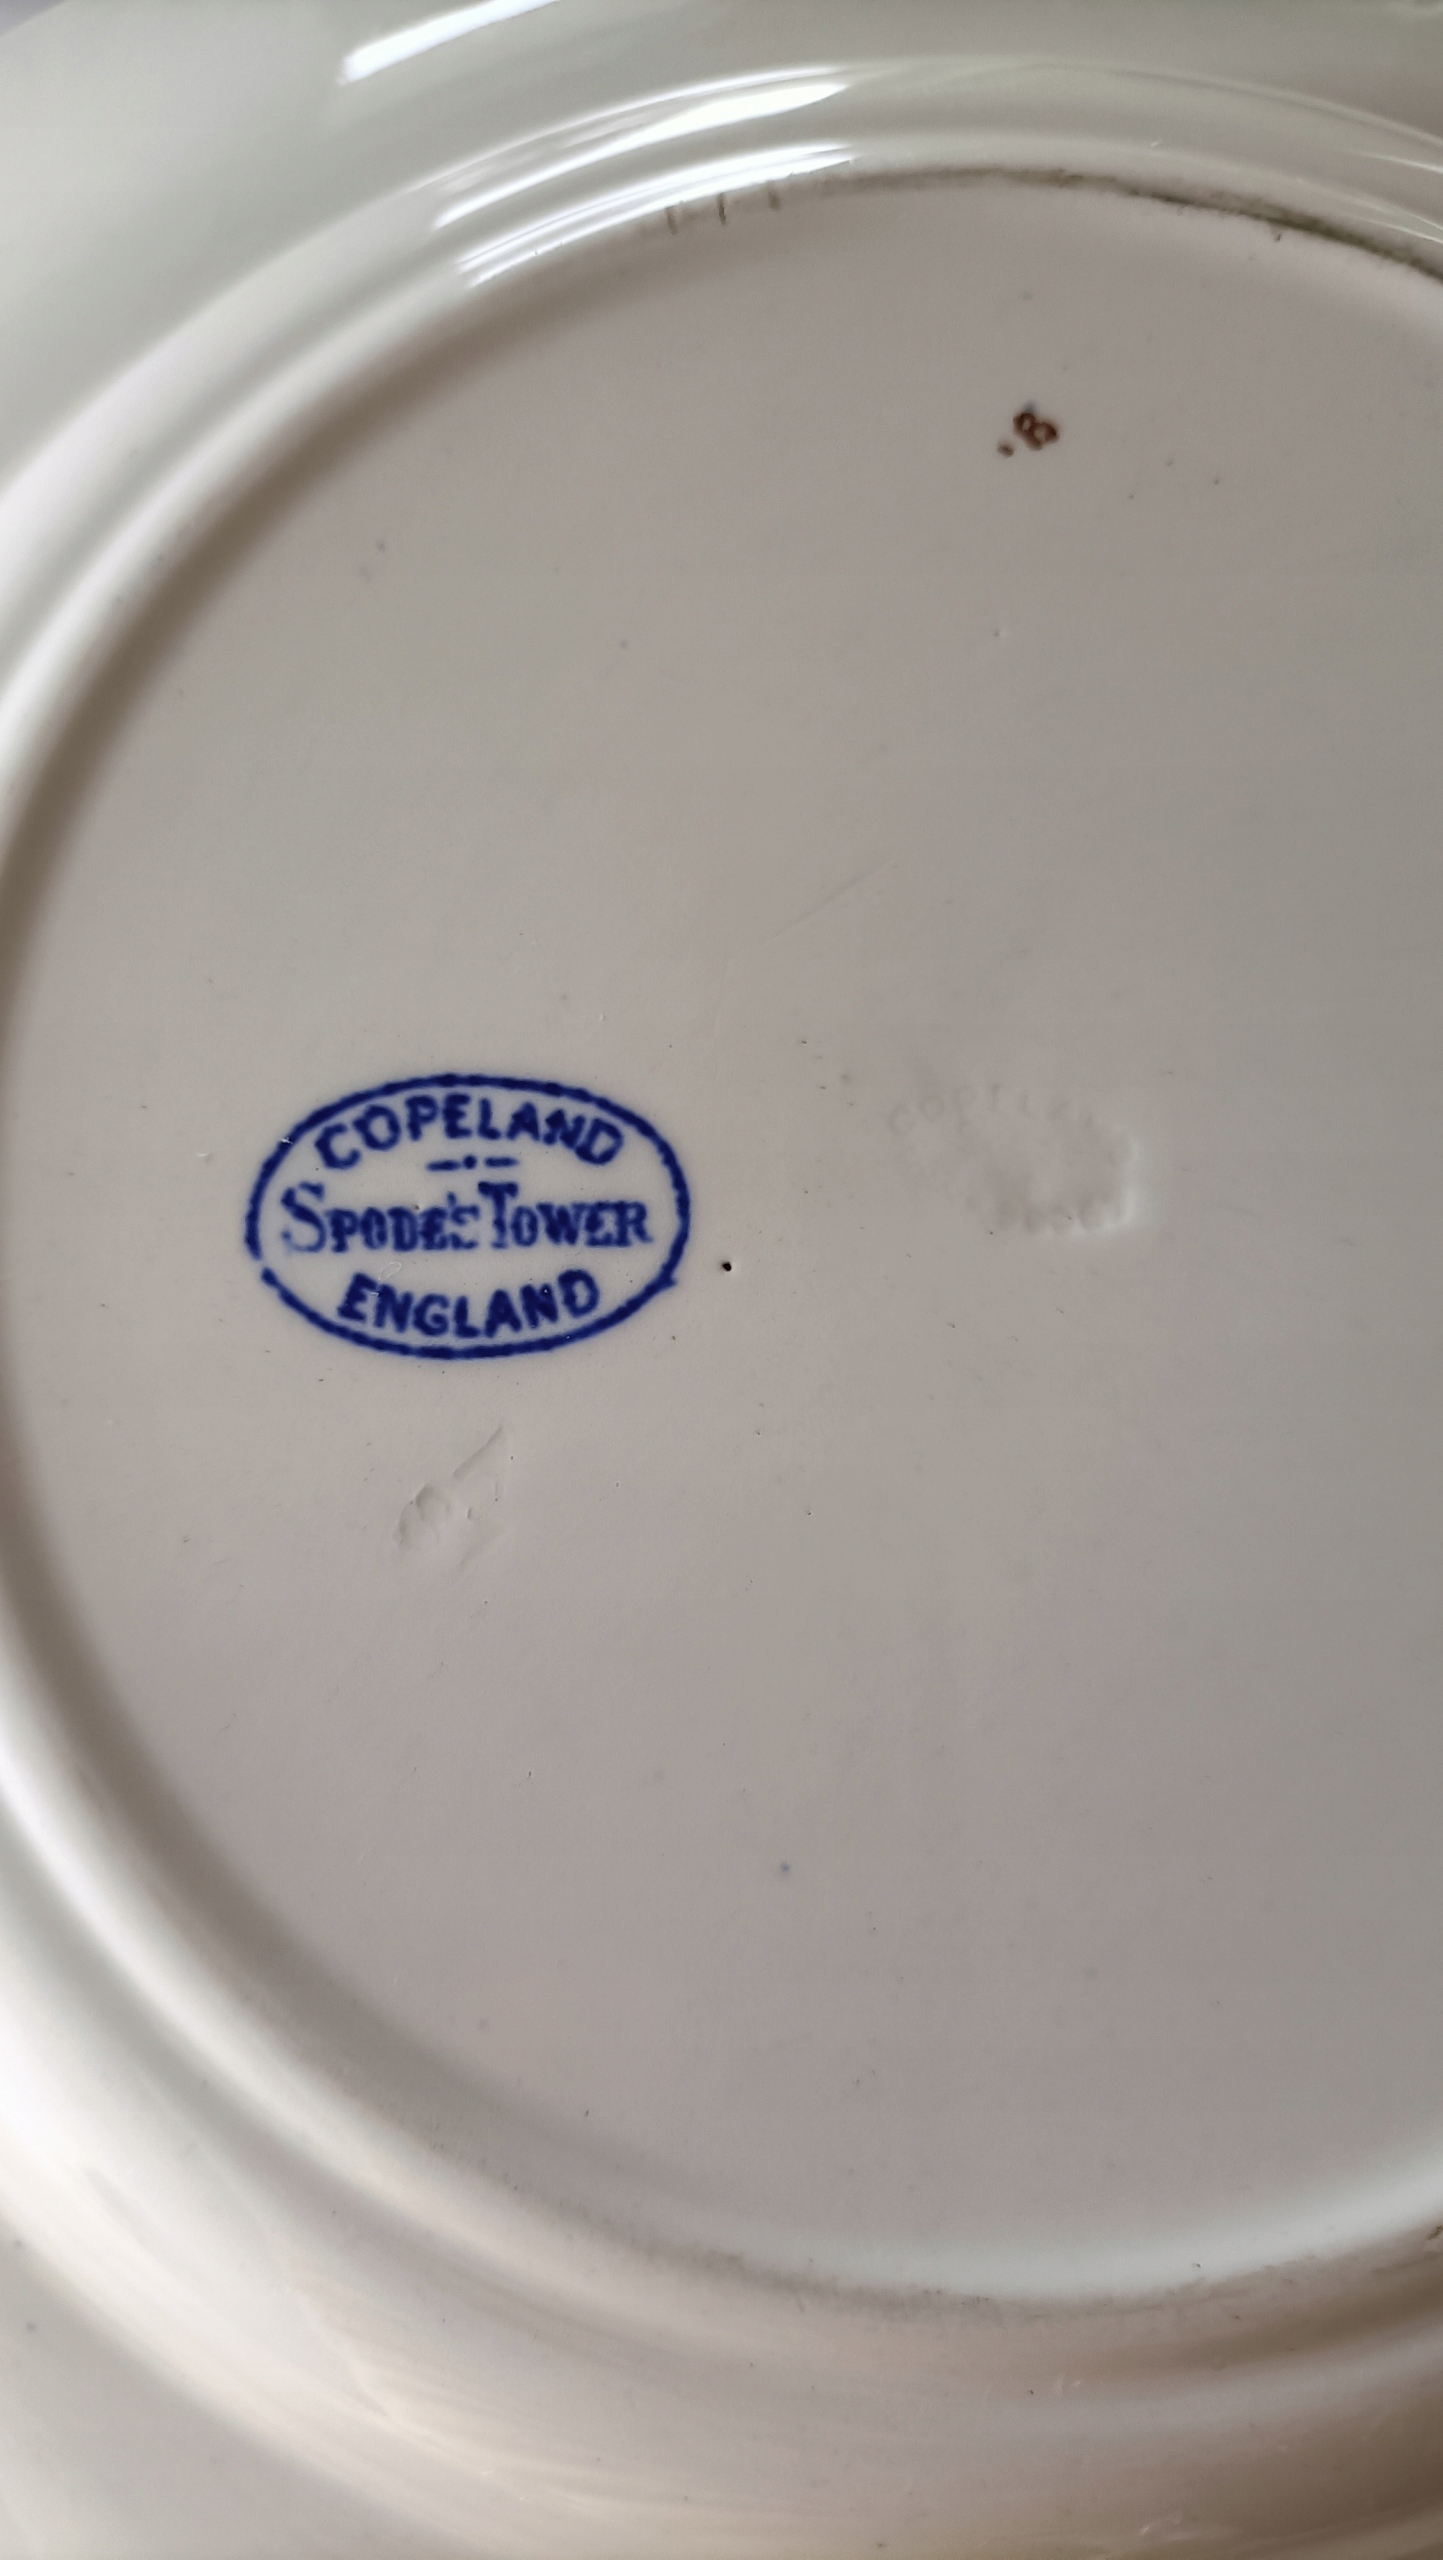 .B
COPELAND
SPODE'S TOWER
ENGLAND